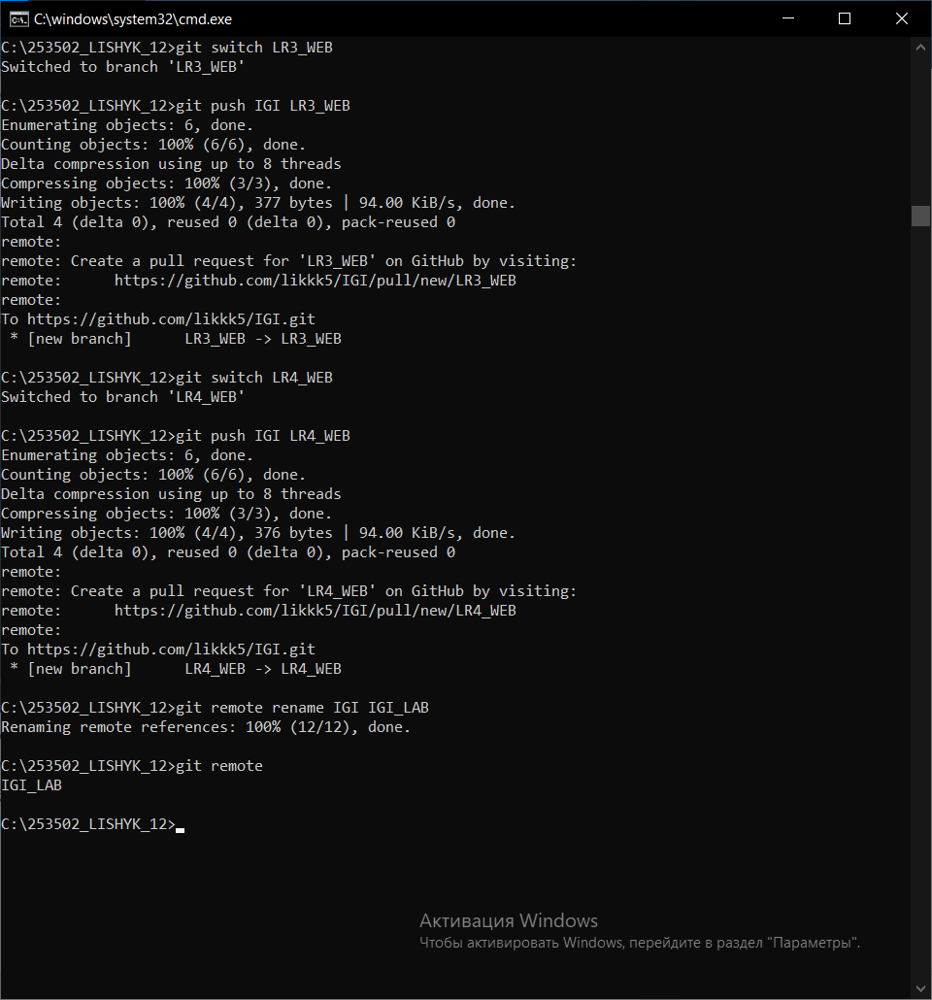 C:\windows\system32\cmd.exe
C:\253502_LISHYK_12>git switch LR3_WEB
Switched to branch 'LR3_WEB'
C:\253502_LISHYK_12>git push IGI LR3_WEB
Enumerating objects: 6, done.
Counting objects: 100% (6/6), done.
Delta compression using up to 8 threads
Compressing objects: 100% (3/3), done.
Writing objects: 100% (4/4), 377 bytes | 94.00 KiB/s, done.
Total 4 (delta 0), reused 0 (delta 0), pack-reused 0
remote:
remote: Create a pull request for 'LR3_WEB' on GitHub by visiting:
remote:      https://github.com/likkk5/IGI/pull/new/LR3_WEB
remote:
To https://github.com/likkk5/IGI.git
 * [new branch]      LR3_WEB -> LR3_WEB
C:\253502_LISHYK_12>git switch LR4_WEB
Switched to branch 'LR4_WEB'
C:\253502_LISHYK_12>git push IGI LR4_WEB
Enumerating objects: 6, done.
Counting objects: 100% (6/6), done.
Delta compression using up to 8 threads
Compressing objects: 100% (3/3), done.
Writing objects: 100% (4/4), 376 bytes | 94.00 KiB/s, done.
Total 4 (delta 0), reused 0 (delta 0), pack-reused 0
remote:
remote: Create a pull request for 'LR4_WEB' on GitHub by visiting:
remote:      https://github.com/likkk5/IGI/pull/new/LR4_WEB
remote:
To https://github.com/likkk5/IGI.git
 * [new branch]      LR4_WEB -> LR4_WEB
C:\253502_LISHYK_12>git remote rename IGI IGI_LAB
Renaming remote references: 100% (12/12), done.
C:\253502_LISHYK_12>git remote
IGI_LAB
C:\253502_LISHYK_12>
Активация Windows
Чтобы активировать Windows, перейдите в раздел "Параметры".